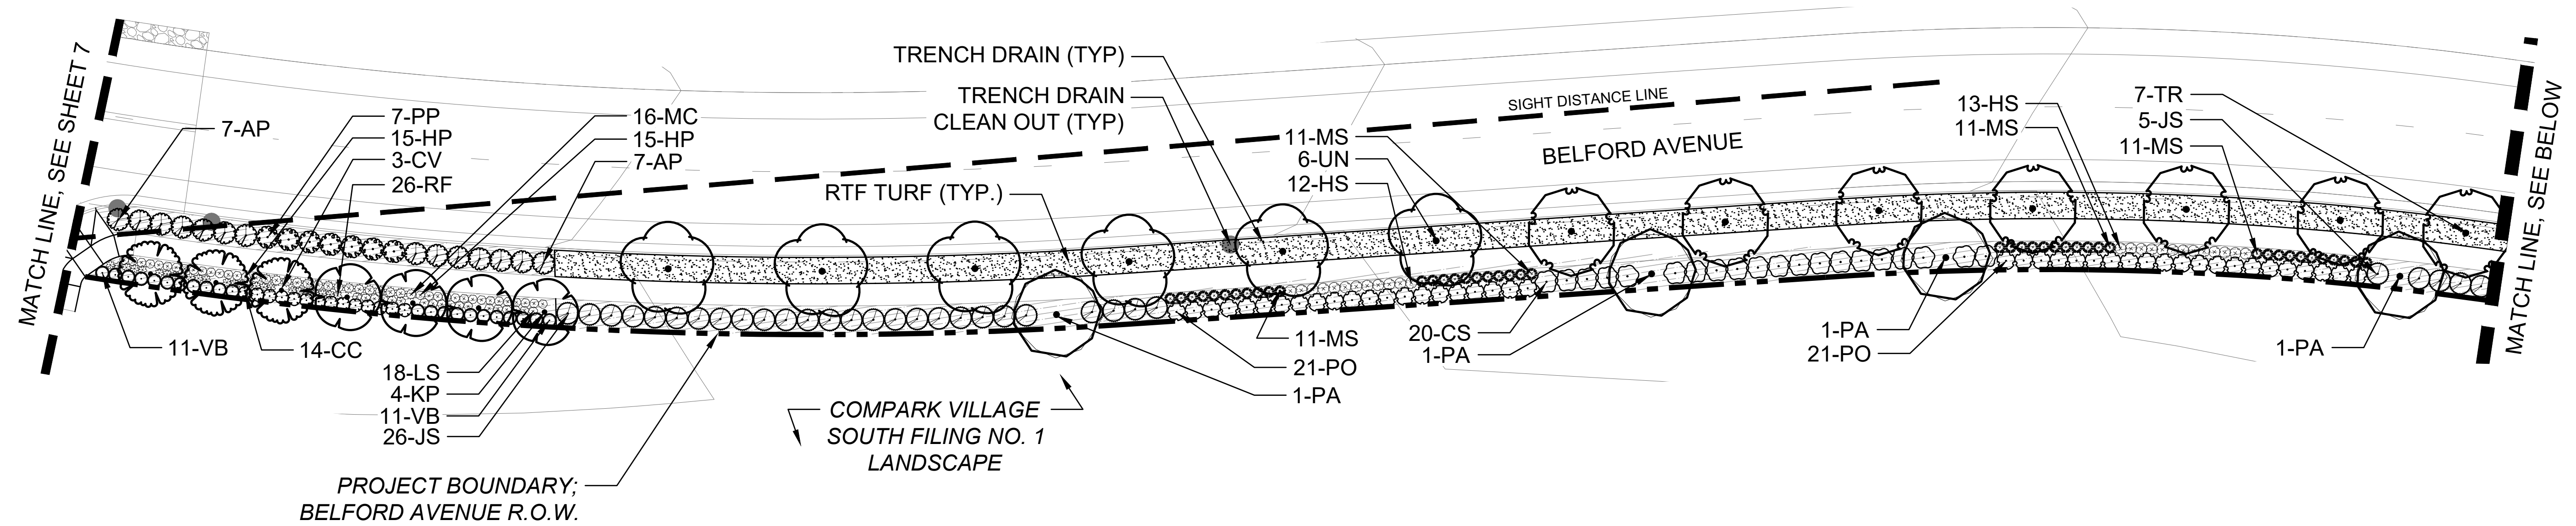 MATCH LINE, SEE SHEET 7
7-AP
7-PP
15-HP
3-CV
26-RF
16-MC
15-HP
7-AP
TRENCH DRAIN (TYP)
TRENCH DRAIN
CLEAN OUT (TYP)
RTF TURF (TYP.)
11-MS
6-UN
12-HS
SIGHT DISTANCE LINE
BELFORD AVENUE
13-HS
11-MS
7-TR
5-JS
11-MS
MATCH LINE, SEE BELOW
11-VB
14-CC
18-LS
4-KP
11-VB
26-JS
PROJECT BOUNDARY;
BELFORD AVENUE R.O.W.
COMPARK VILLAGE
SOUTH FILING NO. 1
LANDSCAPE
11-MS
21-PO
1-PA
20-CS
1-PA
1-PA
21-PO
1-PA